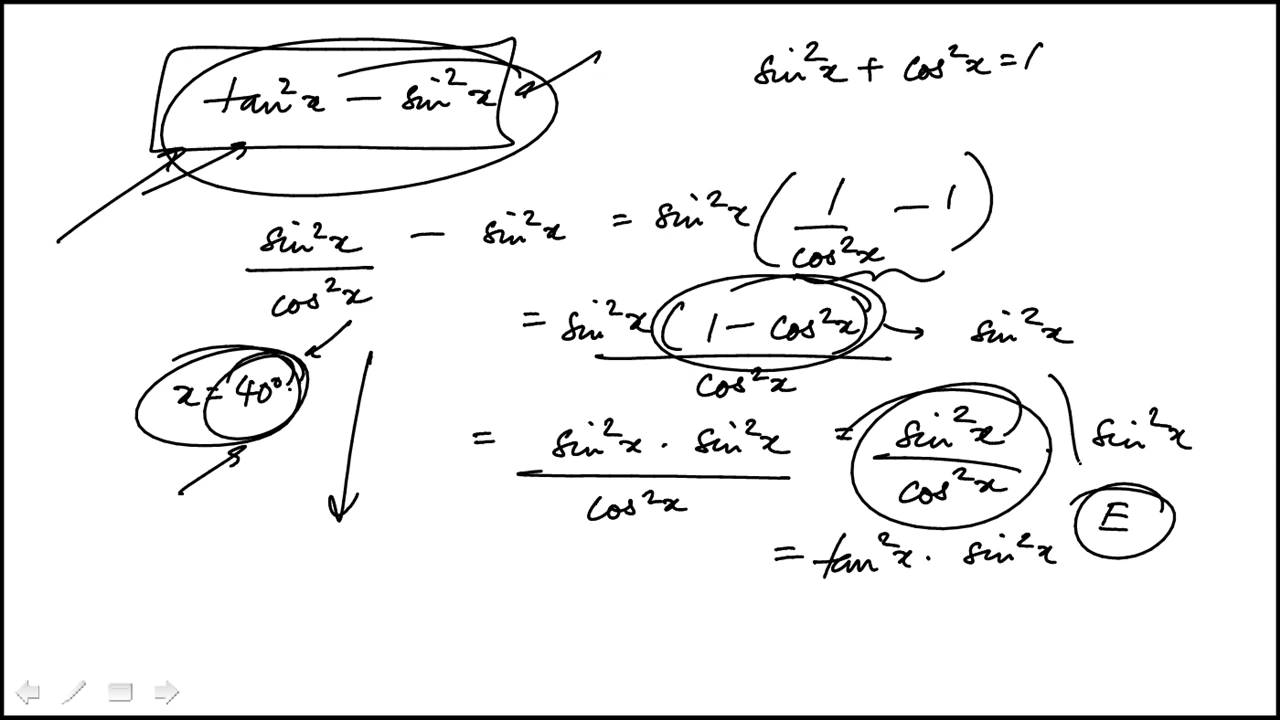 tan²x − sin²x
sin²x + cos²x = 1
sin²x/cos²x − sin²x = sin²x(1/cos²x − 1)
= sin²x(1 − cos²x)/cos²x → sin²x
x = 40°
= sin²x · sin²x/cos²x = sin²x/cos²x sin²x
E
= tan²x · sin²x